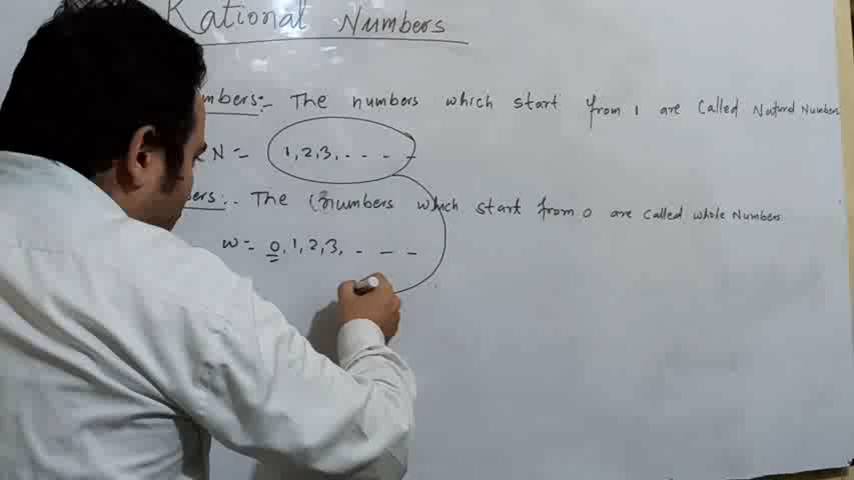 Rational Numbers
umbers:- The numbers which start from 1 are called Natural Numbers
N = 1, 2, 3, - - - -
bers:- The numbers which start from 0 are called whole Numbers.
W = 0, 1, 2, 3, - - -